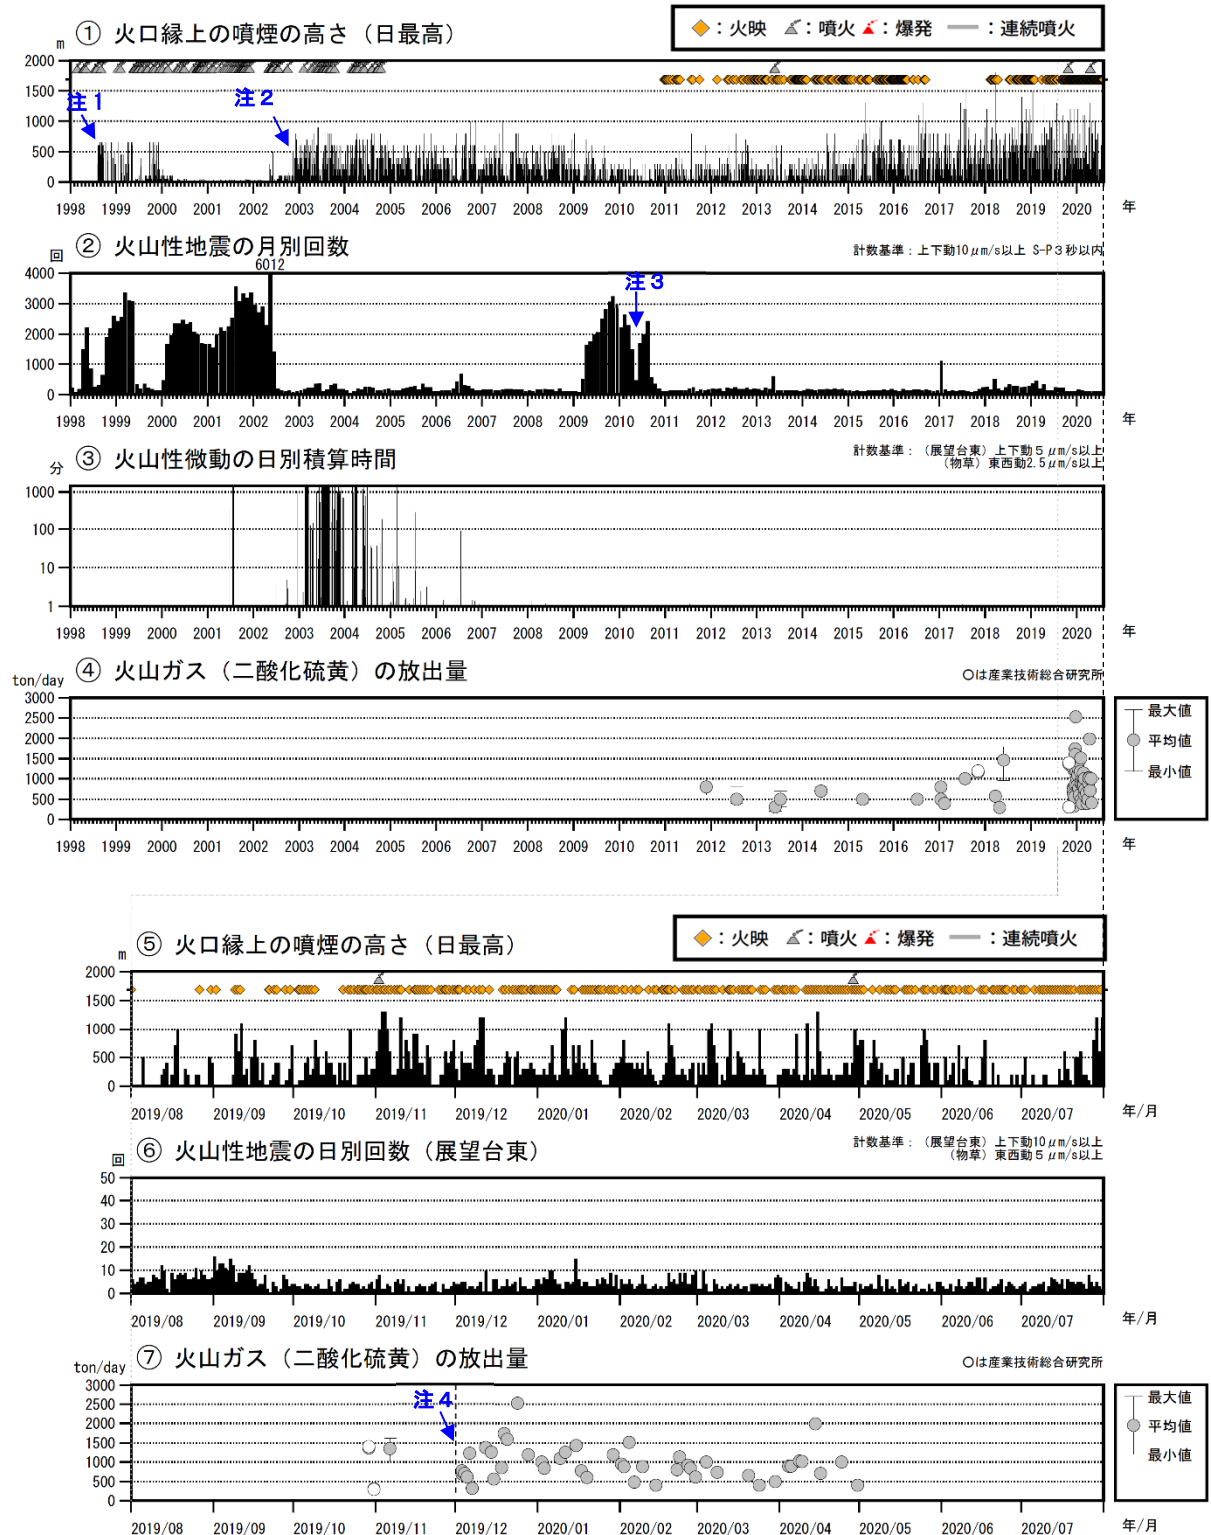 ① 火口縁上の噴煙の高さ（日最高）
◆：火映 ：噴火 ：爆発 ━：連続噴火
m
2000
1500
1000
500
0
注１
注２
1998 1999 2000 2001 2002 2003 2004 2005 2006 2007 2008 2009 2010 2011 2012 2013 2014 2015 2016 2017 2018 2019 2020 年
② 火山性地震の月別回数
計数基準：上下動10μm/s以上 S-P３秒以内
回
6012
4000
3000
2000
1000
0
注３
1998 1999 2000 2001 2002 2003 2004 2005 2006 2007 2008 2009 2010 2011 2012 2013 2014 2015 2016 2017 2018 2019 2020 年
③ 火山性微動の日別積算時間
計数基準：（展望台東）上下動５μm/s以上
（物草）東西動2.5μm/s以上
分
1000
100
10
1
1998 1999 2000 2001 2002 2003 2004 2005 2006 2007 2008 2009 2010 2011 2012 2013 2014 2015 2016 2017 2018 2019 2020 年
④ 火山ガス（二酸化硫黄）の放出量
○は産業技術総合研究所
ton/day
3000
2500
2000
1500
1000
500
0
最大値
平均値
最小値
1998 1999 2000 2001 2002 2003 2004 2005 2006 2007 2008 2009 2010 2011 2012 2013 2014 2015 2016 2017 2018 2019 2020 年
⑤ 火口縁上の噴煙の高さ（日最高）
◆：火映 ：噴火 ：爆発 ━：連続噴火
m
2000
1500
1000
500
0
2019/08 2019/09 2019/10 2019/11 2019/12 2020/01 2020/02 2020/03 2020/04 2020/05 2020/06 2020/07 年/月
⑥ 火山性地震の日別回数（展望台東）
計数基準：（展望台東）上下動10μm/s以上
（物草）東西動５μm/s以上
回
50
40
30
20
10
0
2019/08 2019/09 2019/10 2019/11 2019/12 2020/01 2020/02 2020/03 2020/04 2020/05 2020/06 2020/07 年/月
⑦ 火山ガス（二酸化硫黄）の放出量
○は産業技術総合研究所
ton/day
3000
2500
2000
1500
1000
500
0
注４
最大値
平均値
最小値
2019/08 2019/09 2019/10 2019/11 2019/12 2020/01 2020/02 2020/03 2020/04 2020/05 2020/06 2020/07 年/月